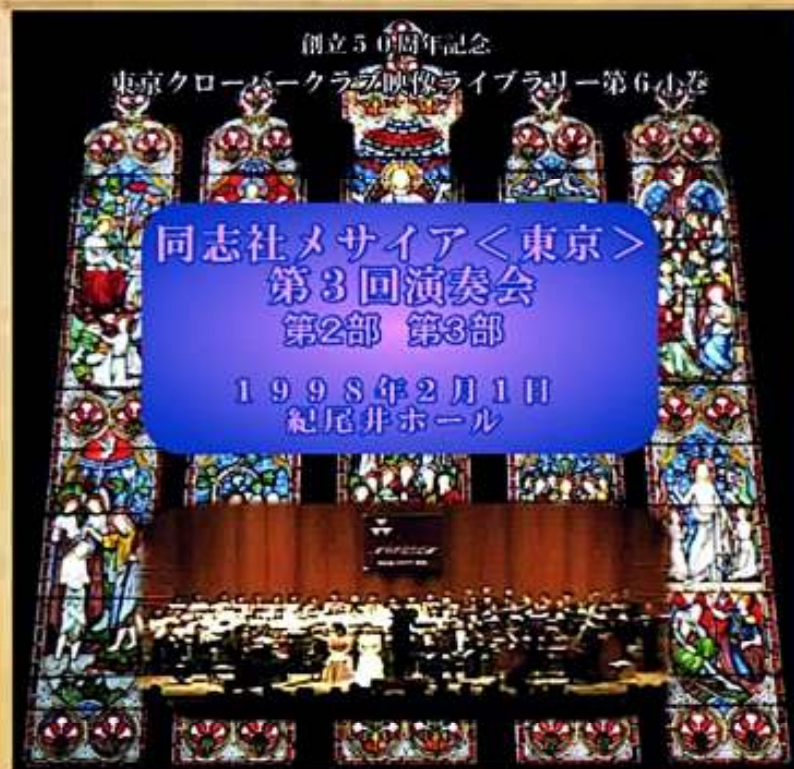 創立50周年記念
東京クローバークラブ映像ライブラリー第6
同志社メサイア＜東京＞
第３回演奏会
第2部 第3部
１９９８年２月１日
紀尾井ホール